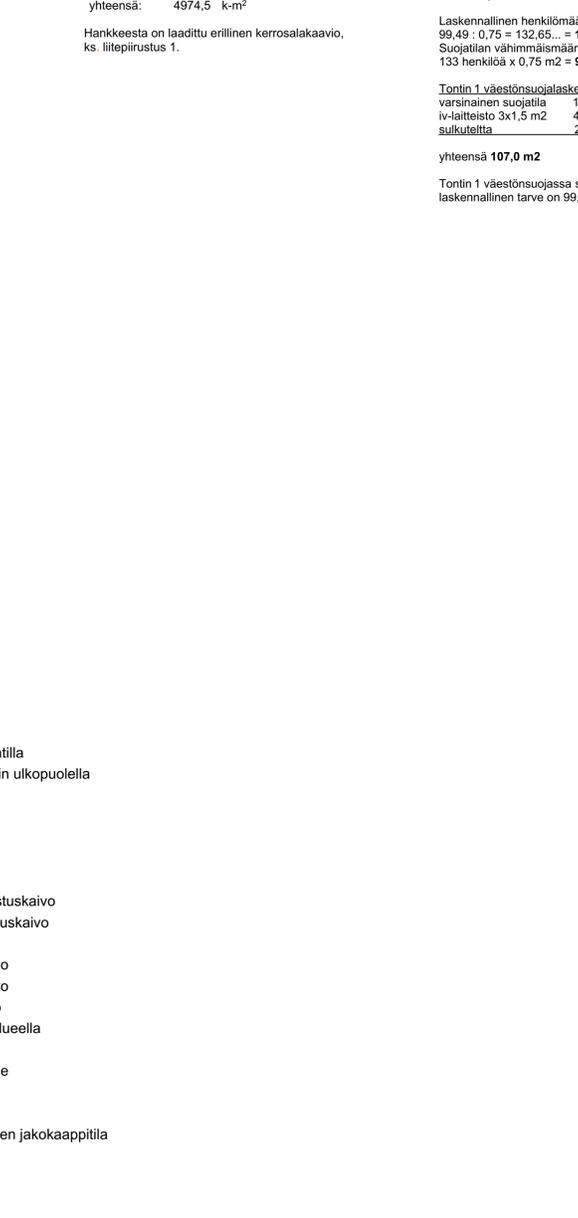 yhteensä: 4974,5 k-m²
Hankkeesta on laadittu erillinen kerrosalakaavio,
ks. liitepiirustus 1.
Laskennallinen henkilömää
99,49 : 0,75 = 132,65... = 1
Suojatilan vähimmäismäär
133 henkilöä x 0,75 m2 = 9
Tontin 1 väestönsuojalaske
varsinainen suojatila 1
iv-laitteisto 3x1,5 m2 4
sulkuteltta 2
yhteensä 107,0 m2
Tontin 1 väestönsuojassa s
laskennallinen tarve on 99,
tilla
in ulkopuolella
stuskaivo
uskaivo
o
o
lueella
e
en jakokaappitila